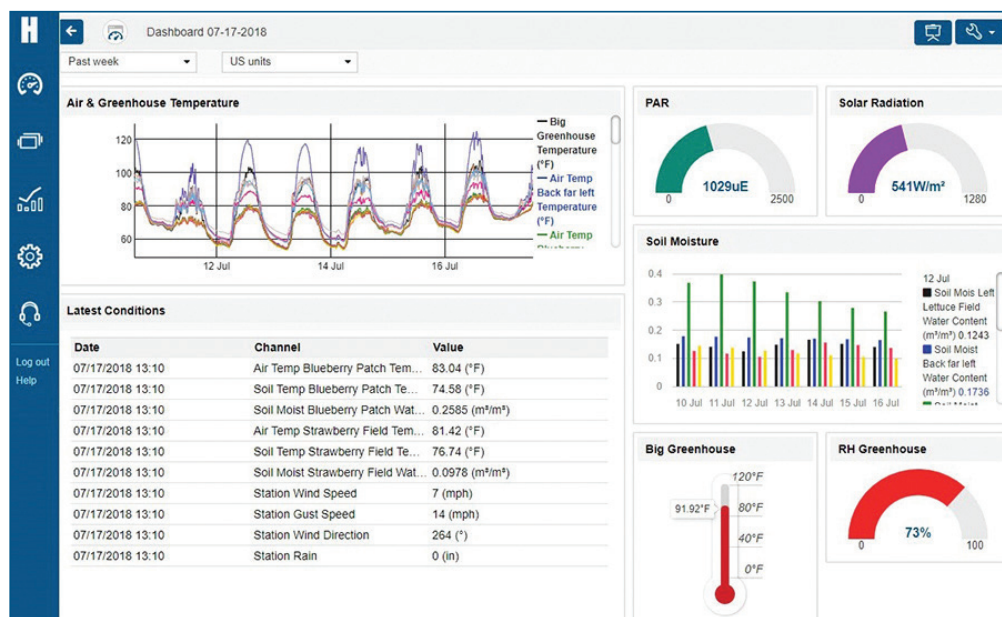 H
Dashboard 07-17-2018
Past week
US units
Log out
Help
Air & Greenhouse Temperature
120
100
80
60
12 Jul
14 Jul
16 Jul
Big
Greenhouse
Temperature
(°F)
Air Temp
Back far left
Temperature
(°F)
Air Temp
Blueberry
PAR
1029uE
0
2500
Solar Radiation
541W/m²
0
1280
Soil Moisture
0.4
0.3
0.2
0.1
0
10 Jul
11 Jul
12 Jul
13 Jul
14 Jul
15 Jul
16 Jul
12 Jul
Soil Mois Left
Lettuce Field
Water Content
(m³/m³) 0.1243
Soil Moist
Back far left
Water Content
(m³/m³) 0.1736
Soil Moist
Latest Conditions
Date Channel Value
07/17/2018 13:10 Air Temp Blueberry Patch Tem... 83.04 (°F)
07/17/2018 13:10 Soil Temp Blueberry Patch Te... 74.58 (°F)
07/17/2018 13:10 Soil Moist Blueberry Patch Wat... 0.2585 (m³/m³)
07/17/2018 13:10 Air Temp Strawberry Field Tem... 81.42 (°F)
07/17/2018 13:10 Soil Temp Strawberry Field Te... 76.74 (°F)
07/17/2018 13:10 Soil Moist Strawberry Field Wat... 0.0978 (m³/m³)
07/17/2018 13:10 Station Wind Speed 7 (mph)
07/17/2018 13:10 Station Gust Speed 14 (mph)
07/17/2018 13:10 Station Wind Direction 264 (°)
07/17/2018 13:10 Station Rain 0 (in)
Big Greenhouse
120°F
91.92°F
80°F
40°F
0°F
RH Greenhouse
73%
0
100